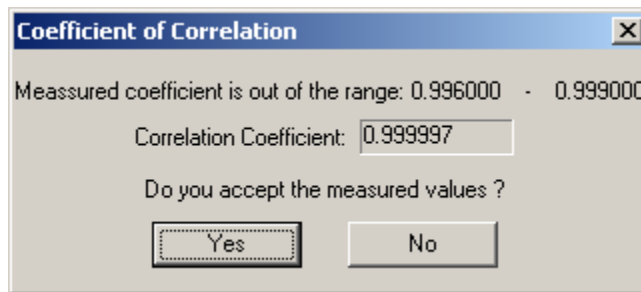 Coefficient of Correlation
Meassured coefficient is out of the range: 0.996000 - 0.999000
Correlation Coefficient: 0.999997
Do you accept the measured values ?
Yes No